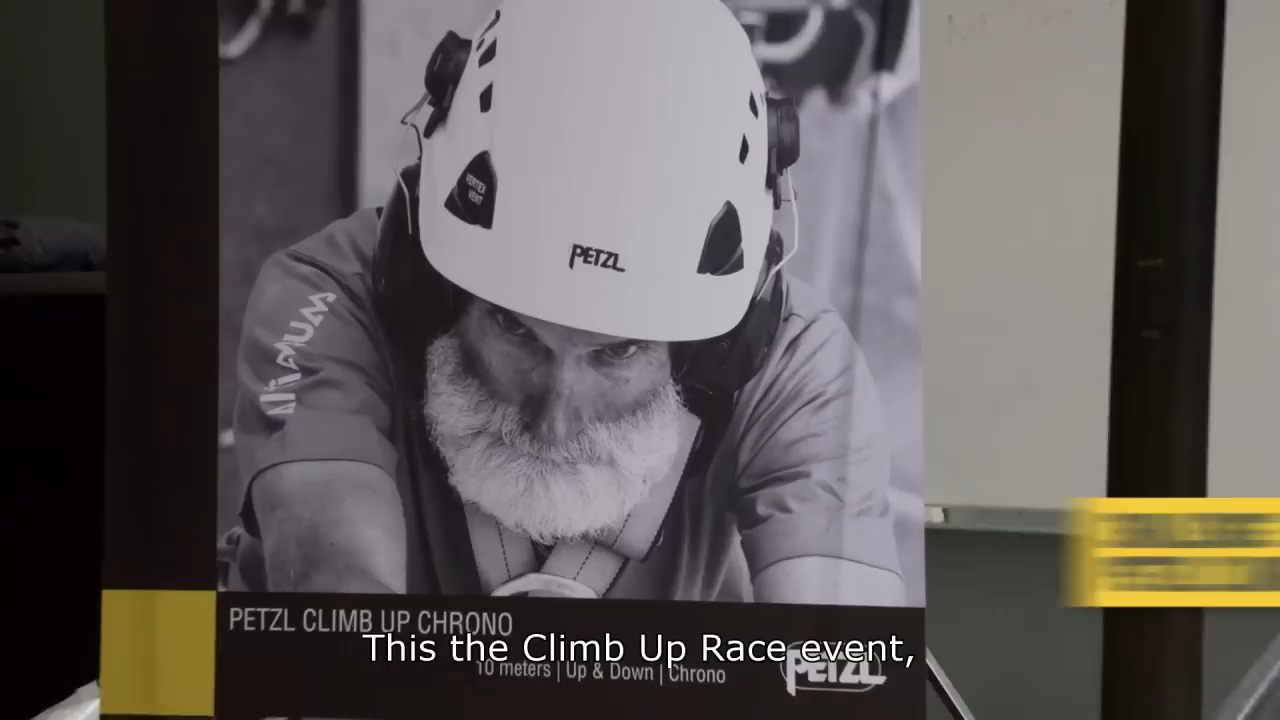 VERTEX
VENT
PETZL
PETZL CLIMB UP CHRONO
This the Climb Up Race event,
10 meters | Up & Down | Chrono
PETZL